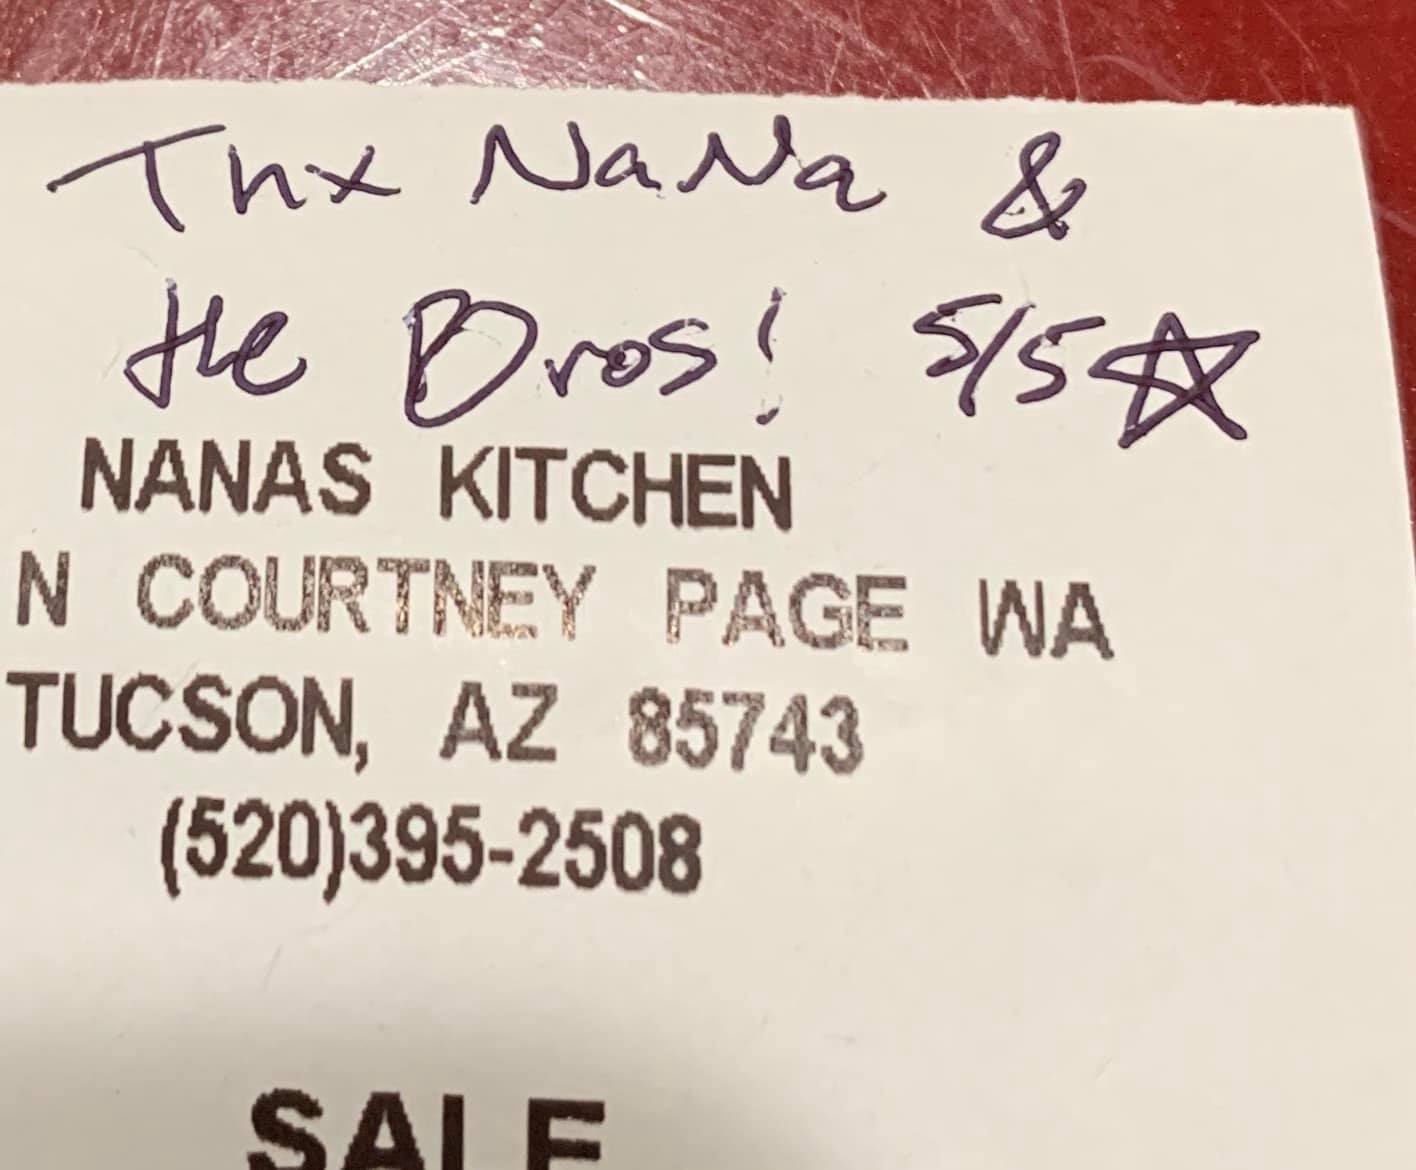 Thx NaNa &
the Bros! 5/5☆
NANAS KITCHEN
N COURTNEY PAGE WA
TUCSON, AZ 85743
(520)395-2508
SALE